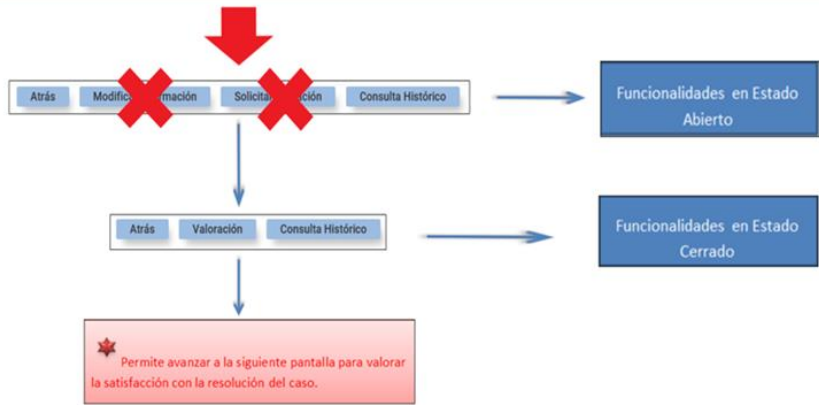 Atrás Consulta Histórico
Funcionalidades en Estado
Abierto
Atrás Valoración Consulta Histórico
Funcionalidades en Estado
Cerrado
Permite avanzar a la siguiente pantalla para valorar
la satisfacción con la resolución del caso.